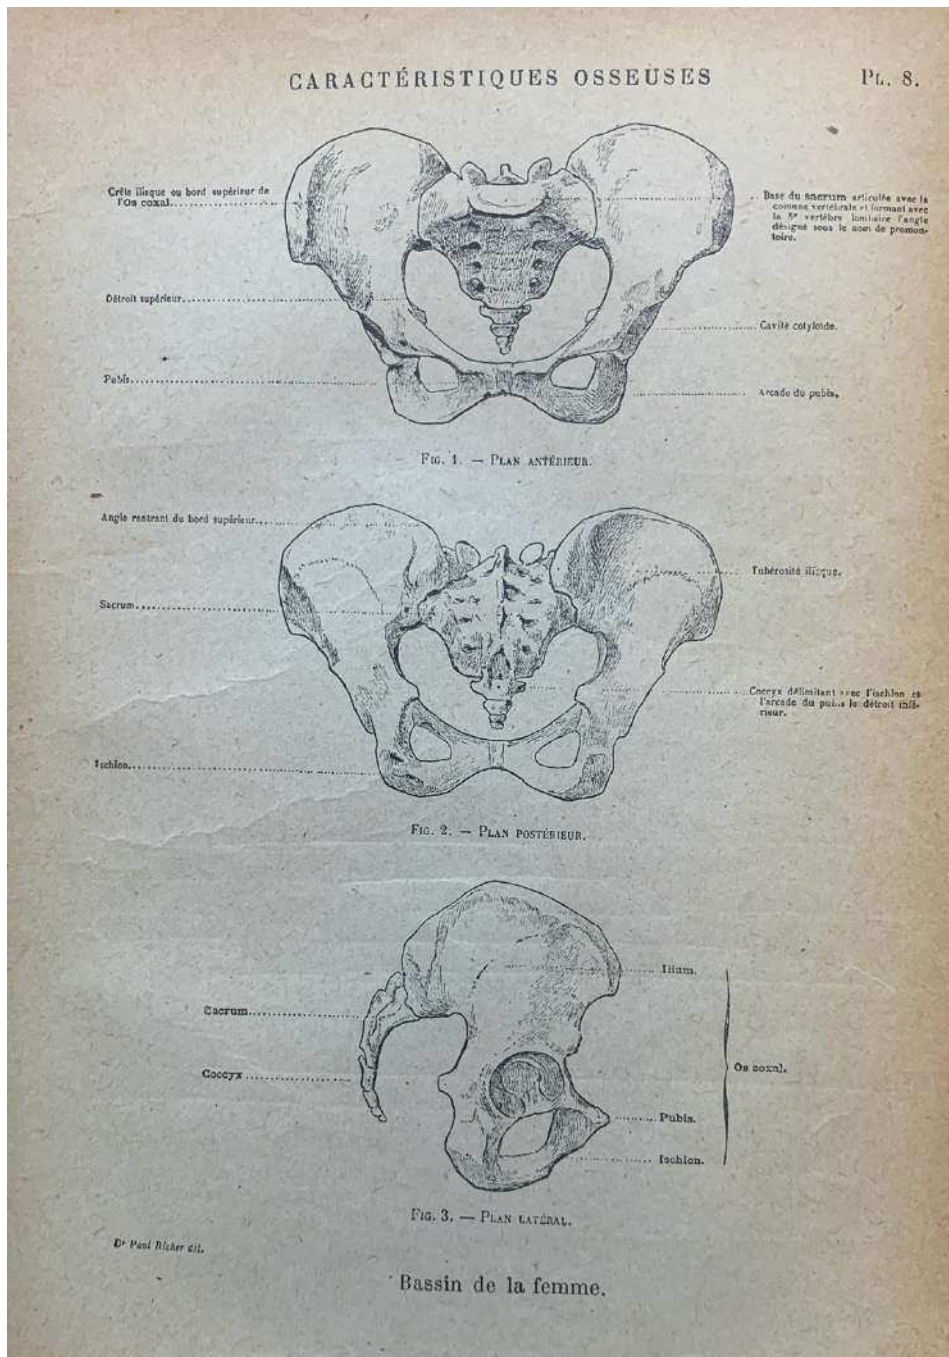 CARACTÉRISTIQUES OSSEUSES
PL. 8.
Crête iliaque ou bord supérieur de
l'Os coxal
Base du sacrum articulée avec la
colonne vertébrale et formant avec
la 5e vertèbre lombaire l'angle
désigné sous le nom de promon-
toire.
Détroit supérieur
Cavité cotyloïde.
Pubis
Arcade du pubis.
FIG. 1. — PLAN ANTÉRIEUR.
Angle rentrant du bord supérieur
Tubérosité iliaque.
Sacrum
Coccyx délimitant avec l'ischion et
l'arcade du pubis le détroit infé-
rieur.
Ischion
FIG. 2. — PLAN POSTÉRIEUR.
Ilium.
Sacrum
Os coxal.
Coccyx
Pubis.
Ischion.
FIG. 3. — PLAN LATÉRAL.
Dr Paul Richer del.
Bassin de la femme.